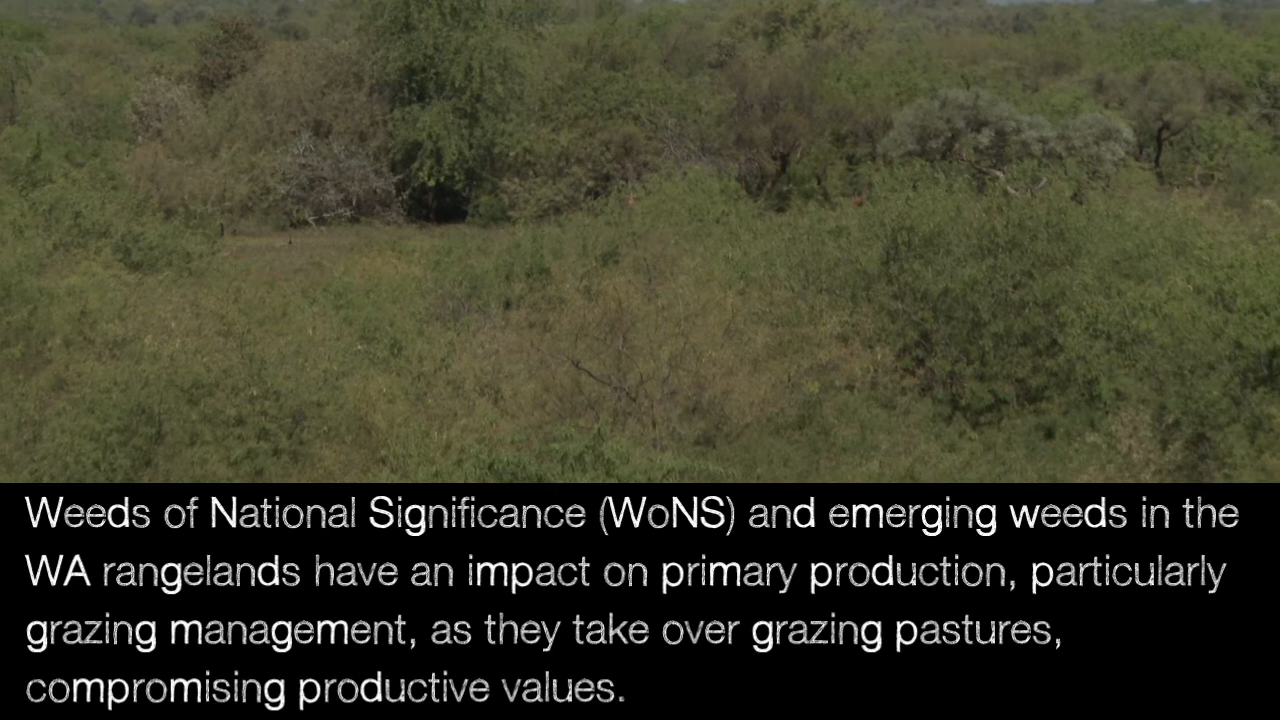 Weeds of National Significance (WoNS) and emerging weeds in the
WA rangelands have an impact on primary production, particularly
grazing management, as they take over grazing pastures,
compromising productive values.